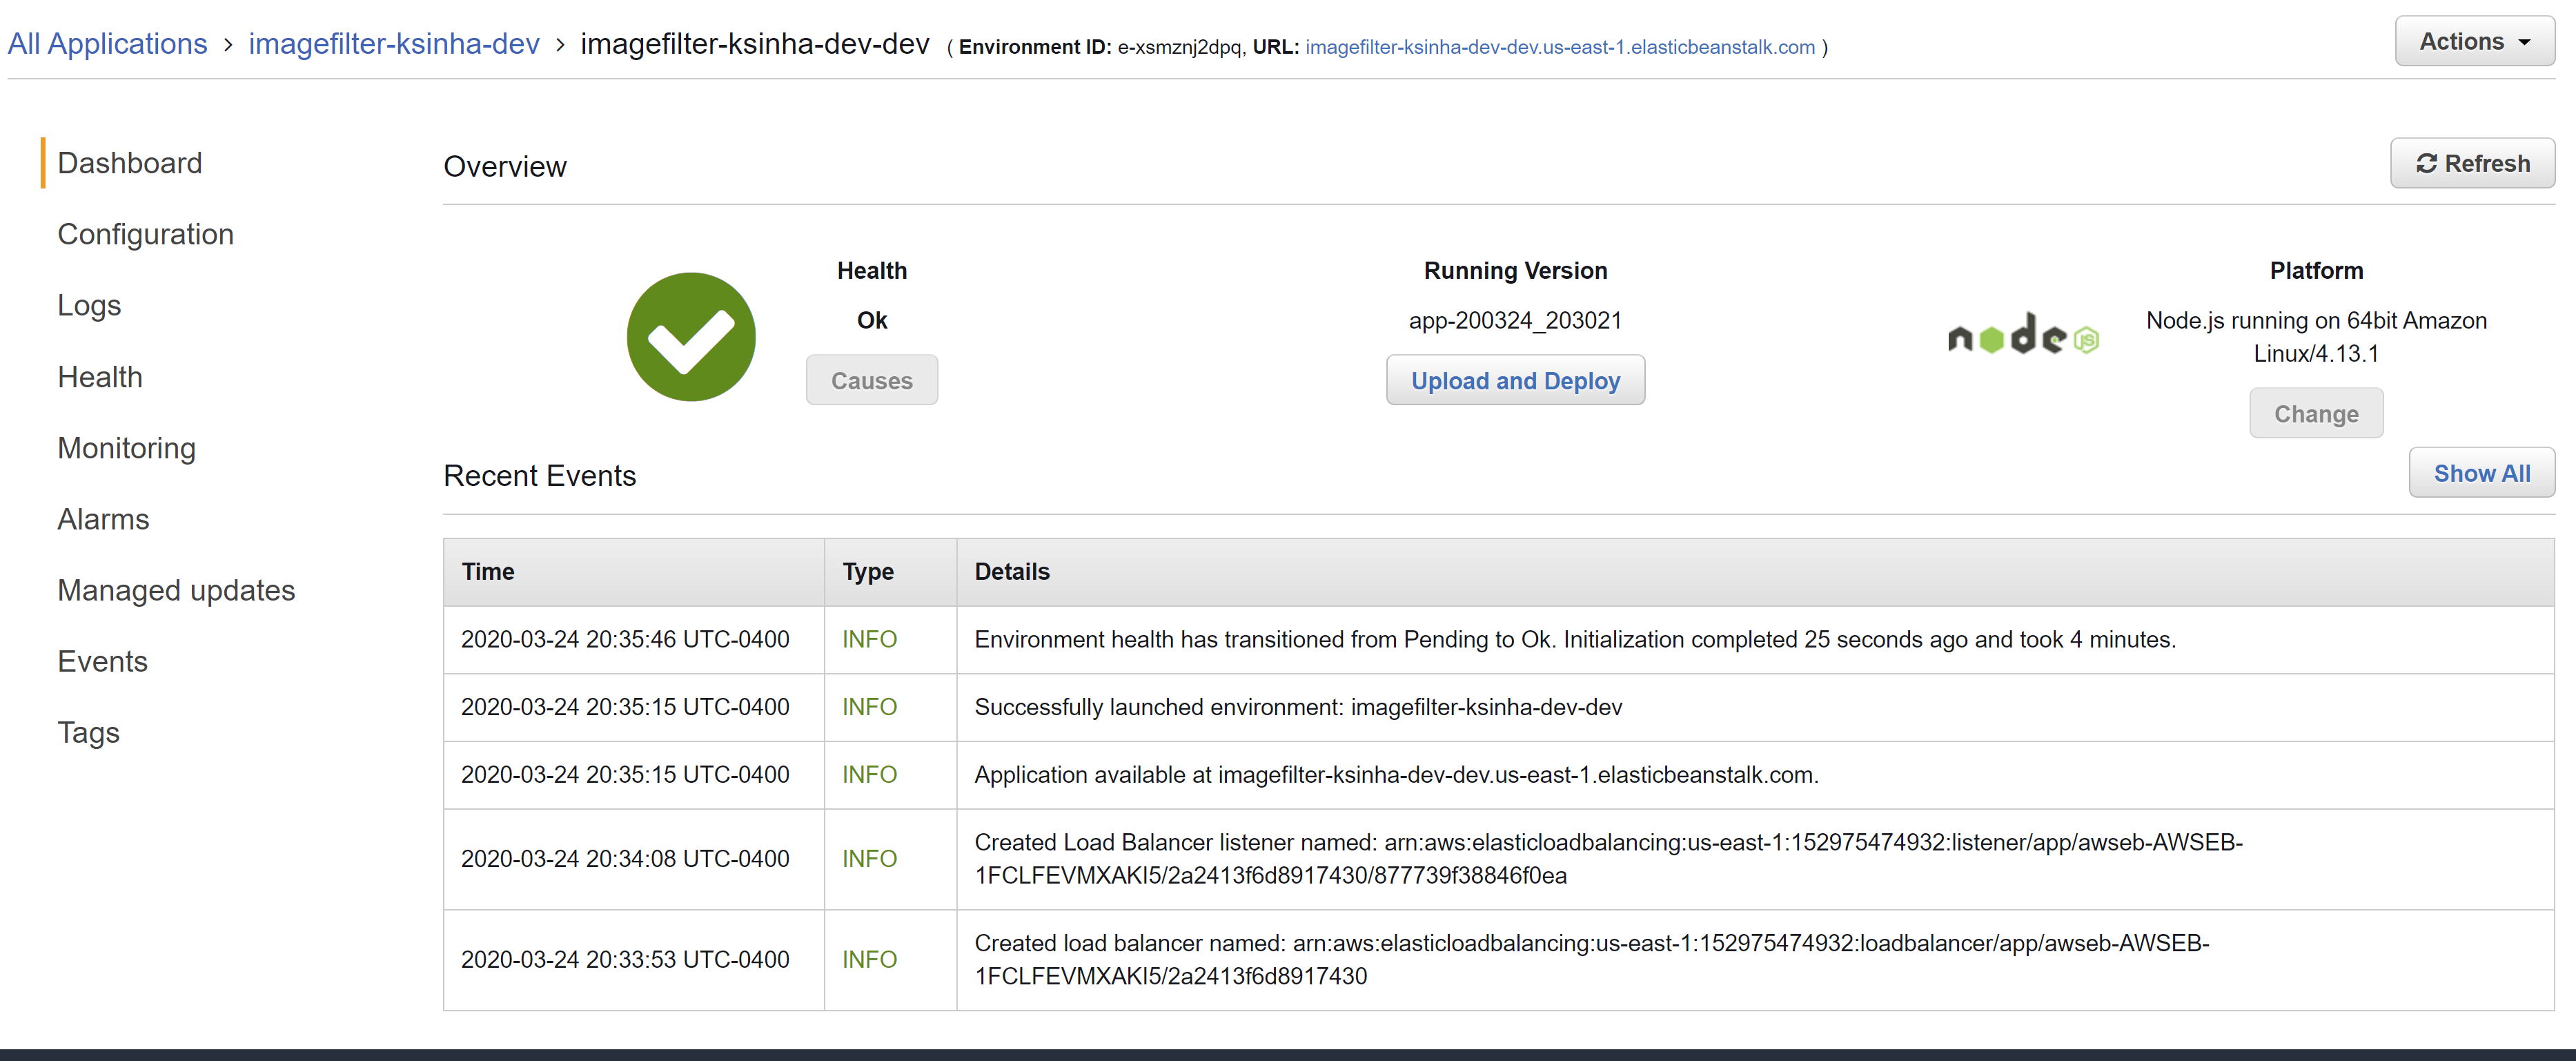 All Applications > imagefilter-ksinha-dev > imagefilter-ksinha-dev-dev ( Environment ID: e-xsmznj2dpq, URL: imagefilter-ksinha-dev-dev.us-east-1.elasticbeanstalk.com )
Actions
Dashboard
Configuration
Logs
Health
Monitoring
Alarms
Managed updates
Events
Tags
Overview
Refresh
Health
Ok
Causes
Running Version
app-200324_203021
Upload and Deploy
node JS
Platform
Node.js running on 64bit Amazon
Linux/4.13.1
Change
Recent Events
Show All
Time Type Details
2020-03-24 20:35:46 UTC-0400 INFO Environment health has transitioned from Pending to Ok. Initialization completed 25 seconds ago and took 4 minutes.
2020-03-24 20:35:15 UTC-0400 INFO Successfully launched environment: imagefilter-ksinha-dev-dev
2020-03-24 20:35:15 UTC-0400 INFO Application available at imagefilter-ksinha-dev-dev.us-east-1.elasticbeanstalk.com.
2020-03-24 20:34:08 UTC-0400 INFO Created Load Balancer listener named: arn:aws:elasticloadbalancing:us-east-1:152975474932:listener/app/awseb-AWSEB-
1FCLFEVMXAKI5/2a2413f6d8917430/877739f38846f0ea
2020-03-24 20:33:53 UTC-0400 INFO Created load balancer named: arn:aws:elasticloadbalancing:us-east-1:152975474932:loadbalancer/app/awseb-AWSEB-
1FCLFEVMXAKI5/2a2413f6d8917430